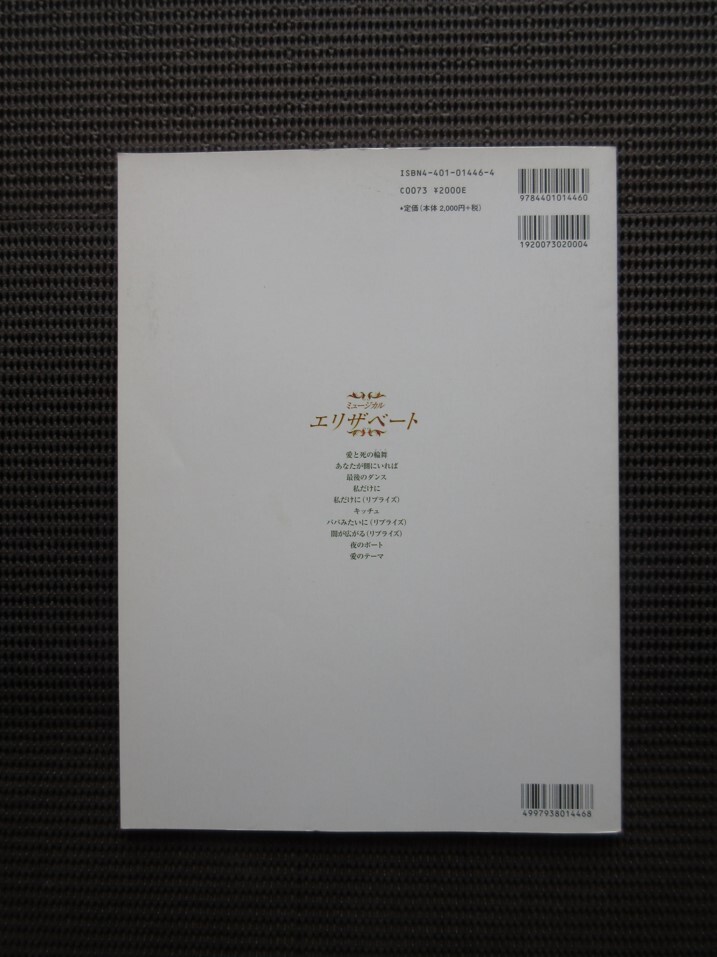 ISBN4-401-01446-4
C0073 ¥2000E
*定価(本体 2,000円+税)
9784401014460
1920073020004
ミュージカル
エリザベート
愛と死の輪舞
あなたが側にいれば
最後のダンス
私だけに
私だけに(リプライズ)
キッチュ
パパみたいに(リプライズ)
闇が広がる(リプライズ)
夜のボート
愛のテーマ
4997938014468